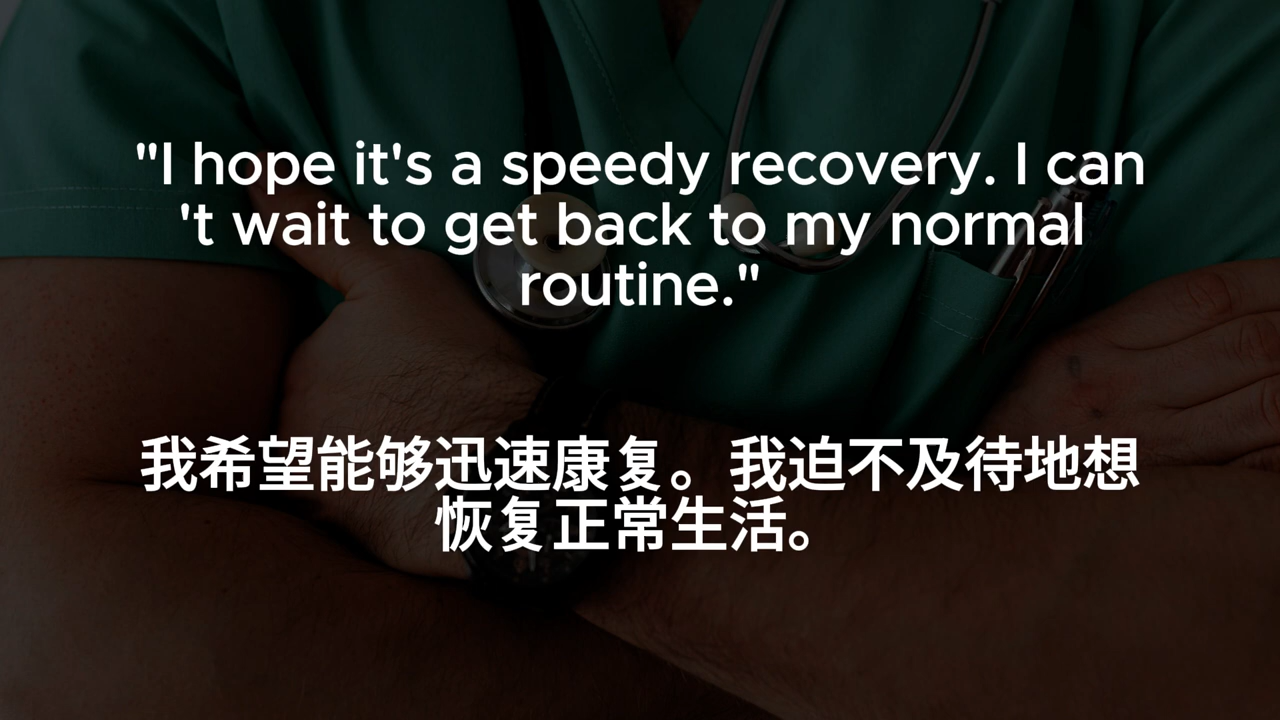 "I hope it's a speedy recovery. I can
't wait to get back to my normal
routine."
我希望能够迅速康复。我迫不及待地想
恢复正常生活。